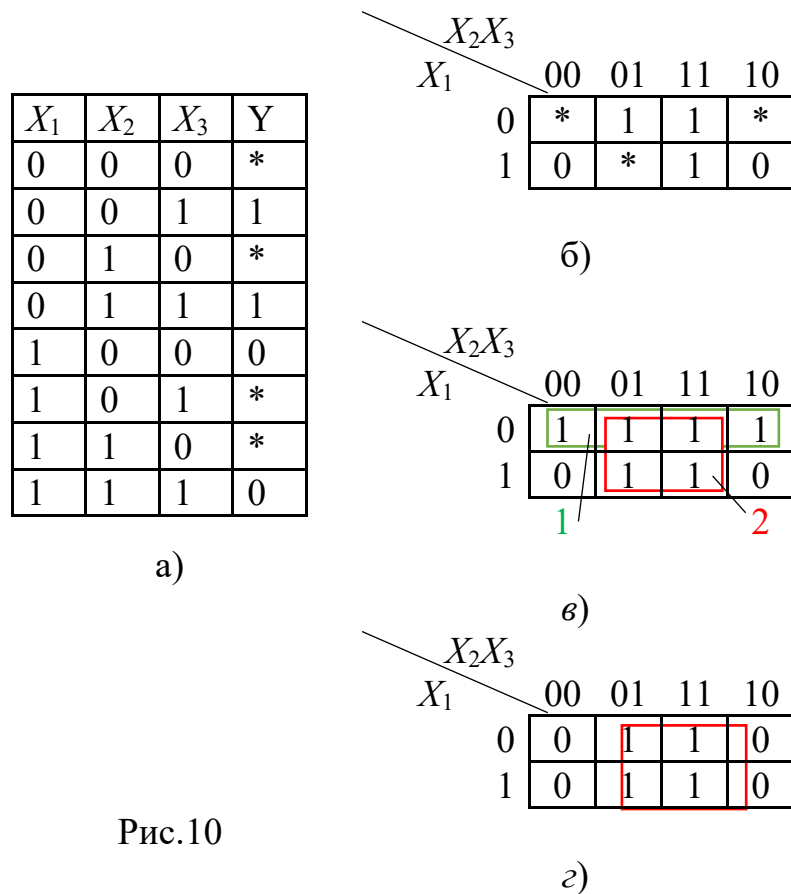 X₁ X₂ X₃ Y
0 0 0 *
0 0 1 1
0 1 0 *
0 1 1 1
1 0 0 0
1 0 1 *
1 1 0 *
1 1 1 0
а)
X₂X₃
X₁ 00 01 11 10
0 * 1 1 *
1 0 * 1 0
б)
X₂X₃
X₁ 00 01 11 10
0 1 1 1 1
1 0 1 1 0
1 2
в)
X₂X₃
X₁ 00 01 11 10
0 0 1 1 0
1 0 1 1 0
г)
Рис.10